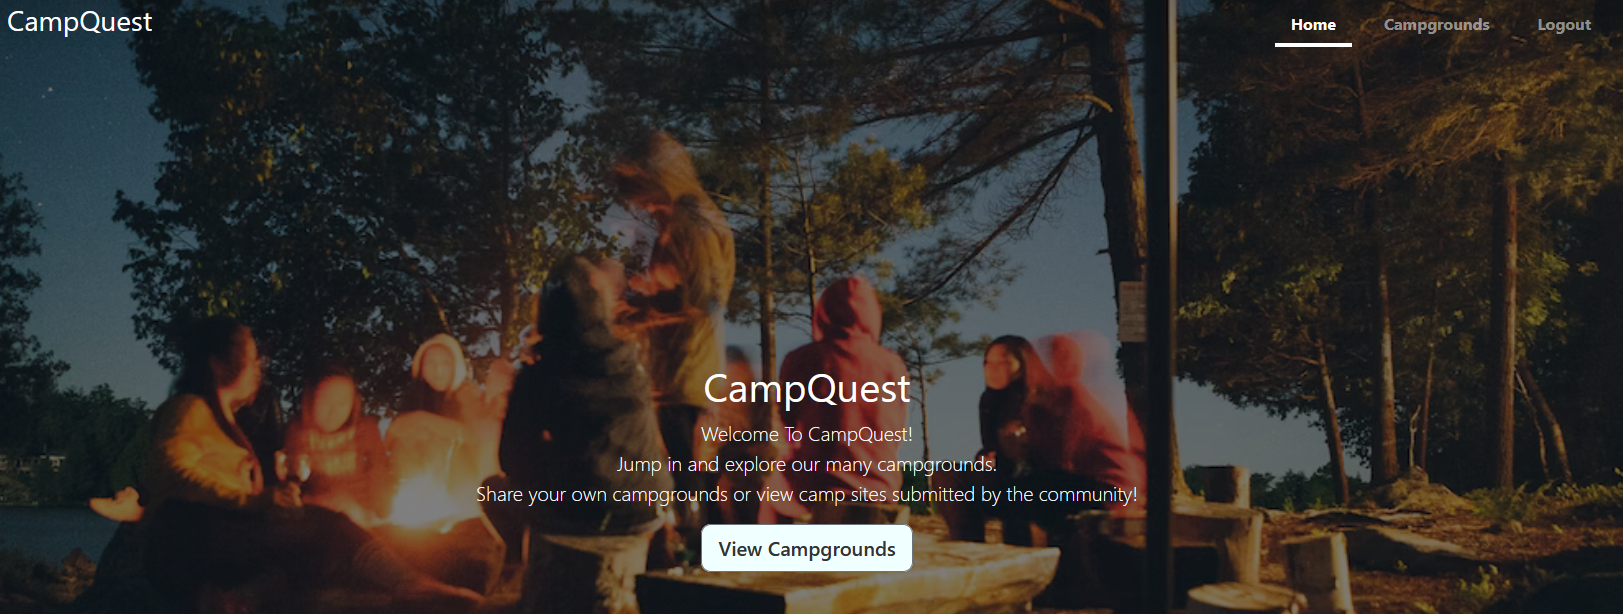 CampQuest
Home Campgrounds Logout
CampQuest
Welcome To CampQuest!
Jump in and explore our many campgrounds.
Share your own campgrounds or view camp sites submitted by the community!
View Campgrounds